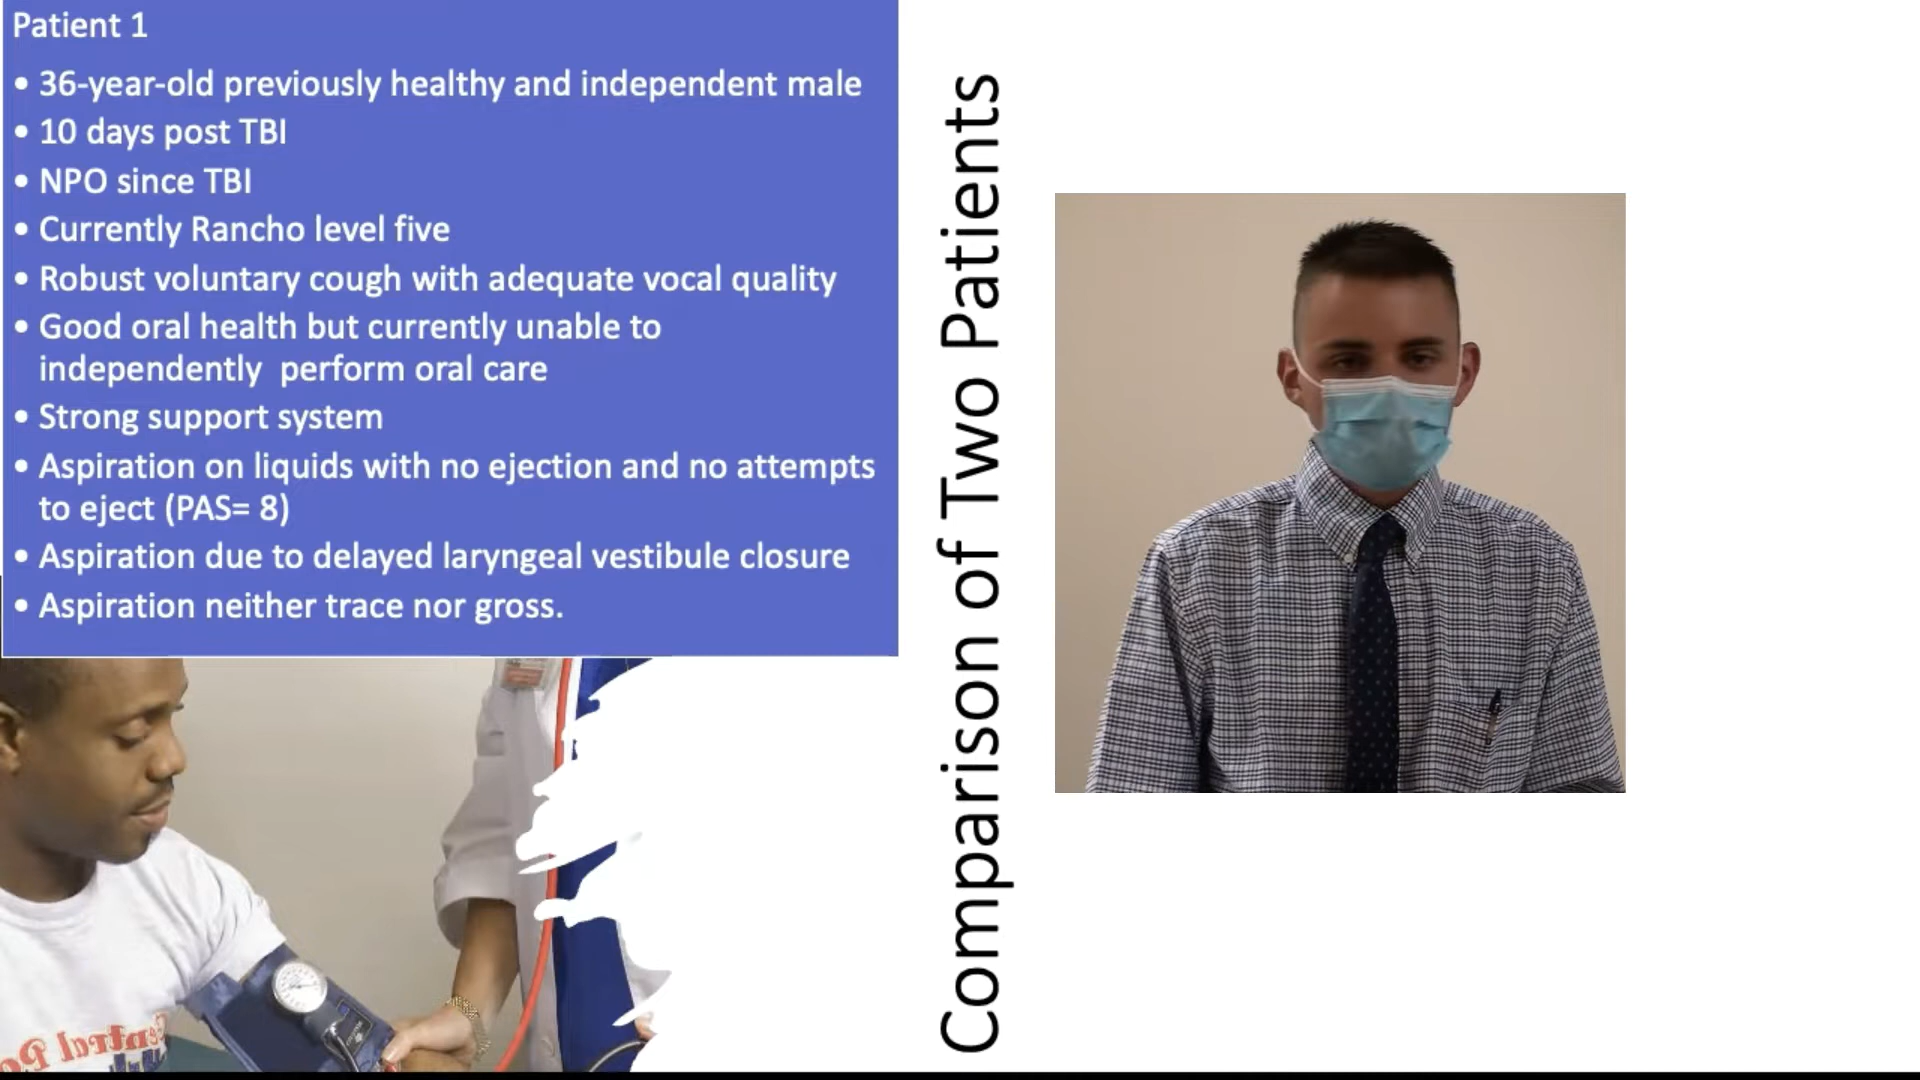 Patient 1
• 36-year-old previously healthy and independent male
• 10 days post TBI
• NPO since TBI
• Currently Rancho level five
• Robust voluntary cough with adequate vocal quality
• Good oral health but currently unable to
independently  perform oral care
• Strong support system
• Aspiration on liquids with no ejection and no attempts
to eject (PAS= 8)
• Aspiration due to delayed laryngeal vestibule closure
• Aspiration neither trace nor gross.
Comparison of Two Patients